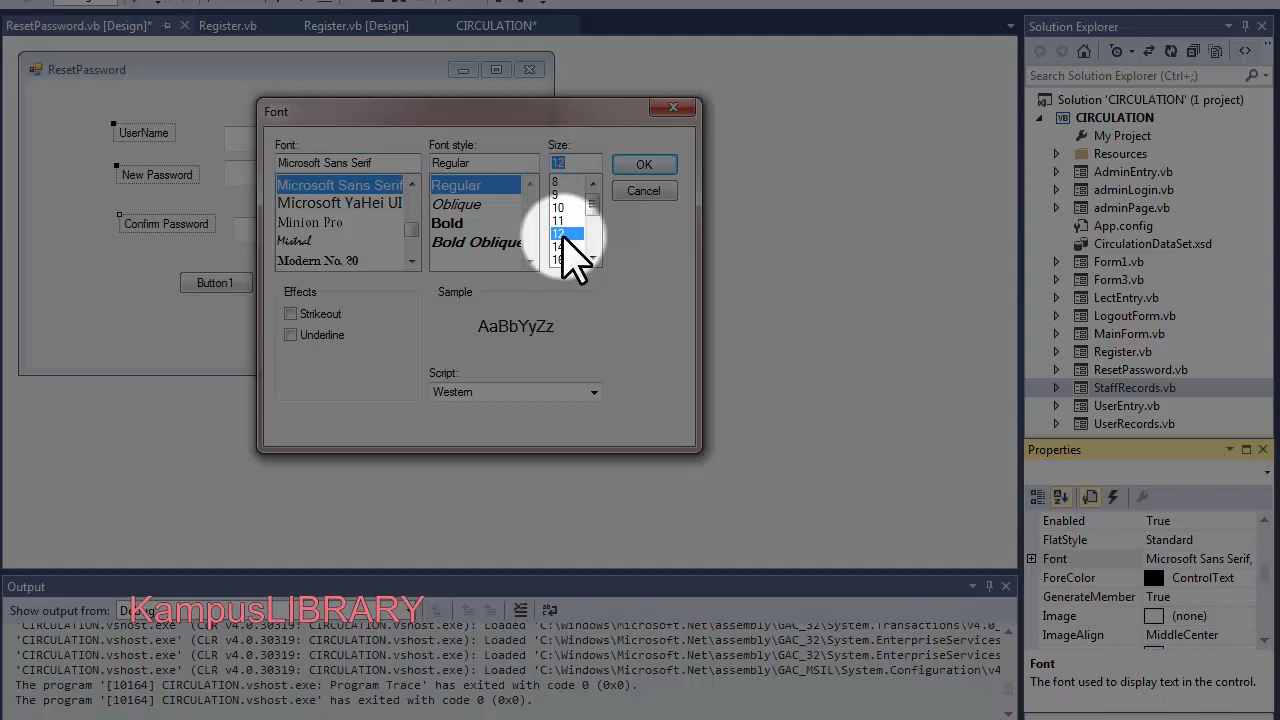 ResetPassword.vb [Design]*
Register.vb
Register.vb [Design]
CIRCULATION*
ResetPassword
UserName
New Password
Confirm Password
Button1
Font
Font:
Font style:
Size:
Microsoft Sans Serif
Regular
12
OK
Cancel
Microsoft Sans Serif
Microsoft YaHei UI
Minion Pro
Mistral
Modern No. 20
Regular
Oblique
Bold
Bold Oblique
8
9
10
11
12
Effects
Strikeout
Underline
Sample
AaBbYyZz
Script:
Western
Solution Explorer
Search Solution Explorer (Ctrl+;)
Solution 'CIRCULATION' (1 project)
CIRCULATION
My Project
Resources
AdminEntry.vb
adminLogin.vb
adminPage.vb
App.config
CirculationDataSet.xsd
Form1.vb
Form3.vb
LectEntry.vb
LogoutForm.vb
MainForm.vb
Register.vb
ResetPassword.vb
StaffRecords.vb
UserEntry.vb
UserRecords.vb
Properties
Enabled True
FlatStyle Standard
Font Microsoft Sans Serif,
ForeColor ControlText
GenerateMember True
Image (none)
ImageAlign MiddleCenter
Font
The font used to display text in the control.
Output
Show output from:
KampusLIBRARY
'CIRCULATION.vshost.exe' (CLR v4.0.30319: CIRCULATION.vshost.exe): Loaded 'C:\Windows\Microsoft.Net\assembly\GAC_32\System.Transactions\v4.0_
'CIRCULATION.vshost.exe' (CLR v4.0.30319: CIRCULATION.vshost.exe): Loaded 'C:\Windows\Microsoft.Net\assembly\GAC_32\System.EnterpriseServices
'CIRCULATION.vshost.exe' (CLR v4.0.30319: CIRCULATION.vshost.exe): Loaded 'C:\Windows\Microsoft.Net\assembly\GAC_32\System.EnterpriseServices
'CIRCULATION.vshost.exe' (CLR v4.0.30319: CIRCULATION.vshost.exe): Loaded 'C:\Windows\Microsoft.Net\assembly\GAC_MSIL\System.Configuration\v4
The program '[10164] CIRCULATION.vshost.exe: Program Trace' has exited with code 0 (0x0).
The program '[10164] CIRCULATION.vshost.exe' has exited with code 0 (0x0).